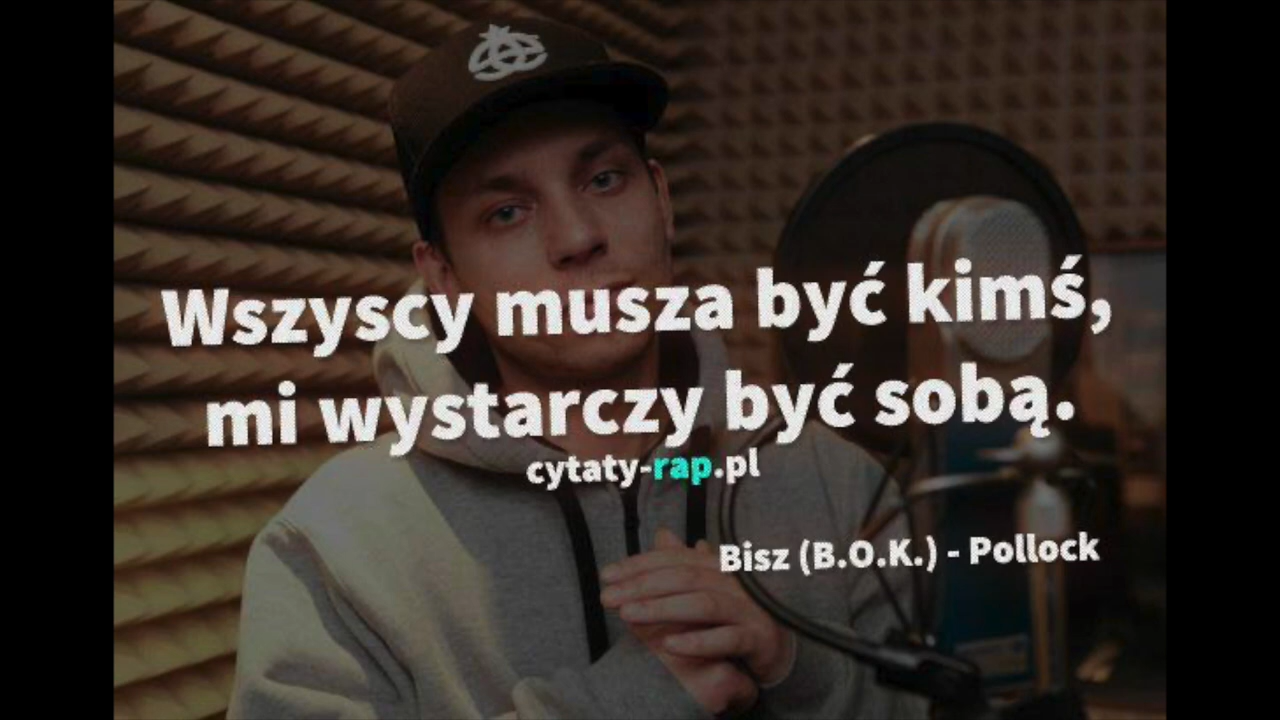 Wszyscy musza być kimś,
mi wystarczy być sobą.
cytaty-rap.pl
Bisz (B.O.K.) - Pollock